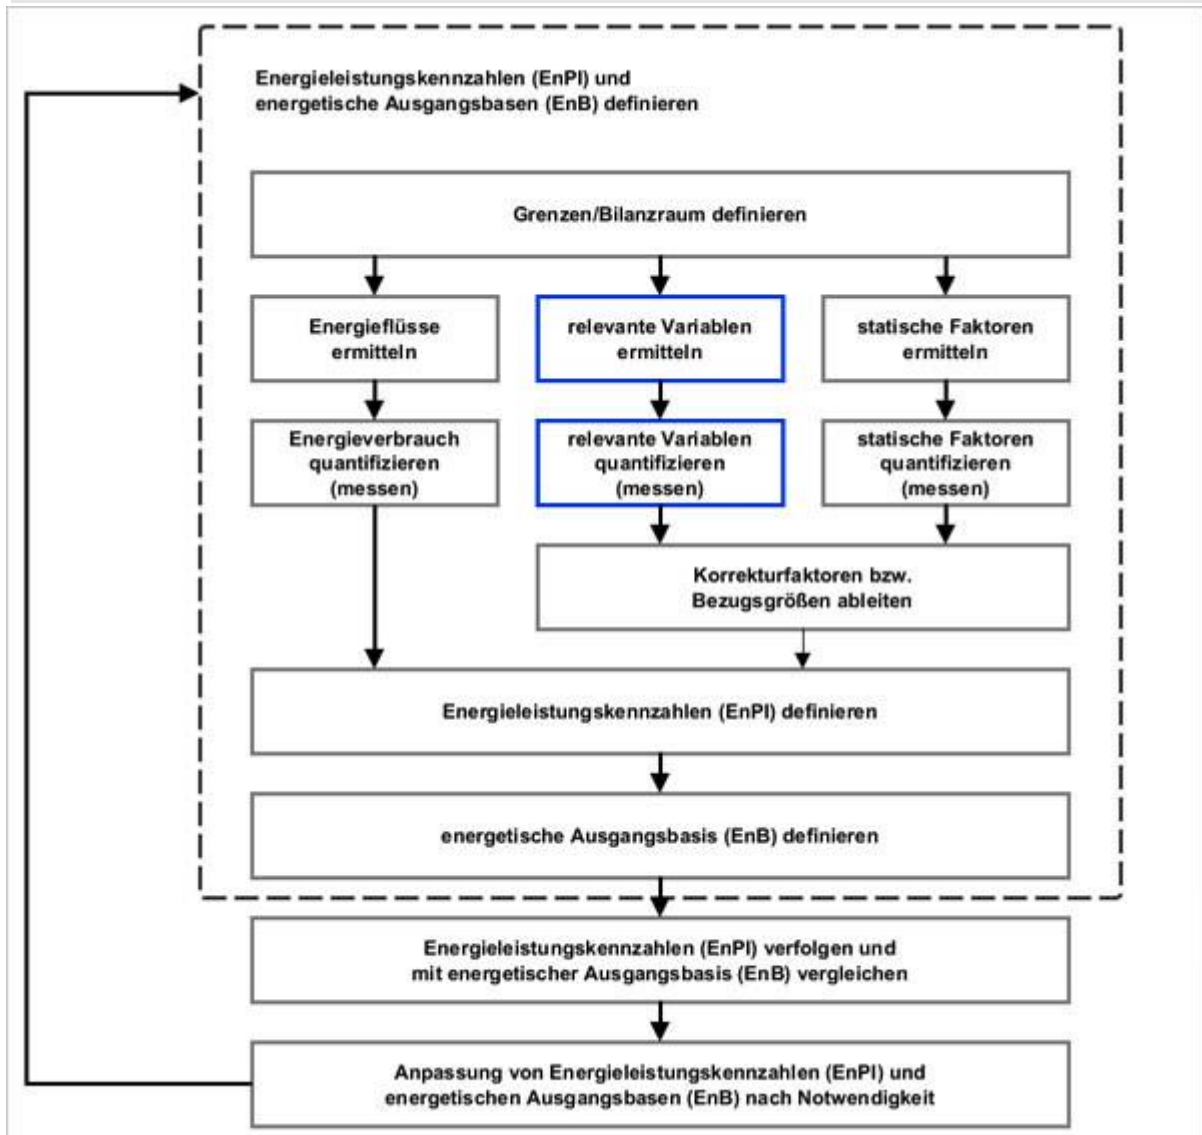 Energieleistungskennzahlen (EnPI) und
energetische Ausgangsbasen (EnB) definieren
Grenzen/Bilanzraum definieren
Energieflüsse
ermitteln
relevante Variablen
ermitteln
statische Faktoren
ermitteln
Energieverbrauch
quantifizieren
(messen)
relevante Variablen
quantifizieren
(messen)
statische Faktoren
quantifizieren
(messen)
Korrekturfaktoren bzw.
Bezugsgrößen ableiten
Energieleistungskennzahlen (EnPI) definieren
energetische Ausgangsbasis (EnB) definieren
Energieleistungskennzahlen (EnPI) verfolgen und
mit energetischer Ausgangsbasis (EnB) vergleichen
Anpassung von Energieleistungskennzahlen (EnPI) und
energetischen Ausgangsbasen (EnB) nach Notwendigkeit